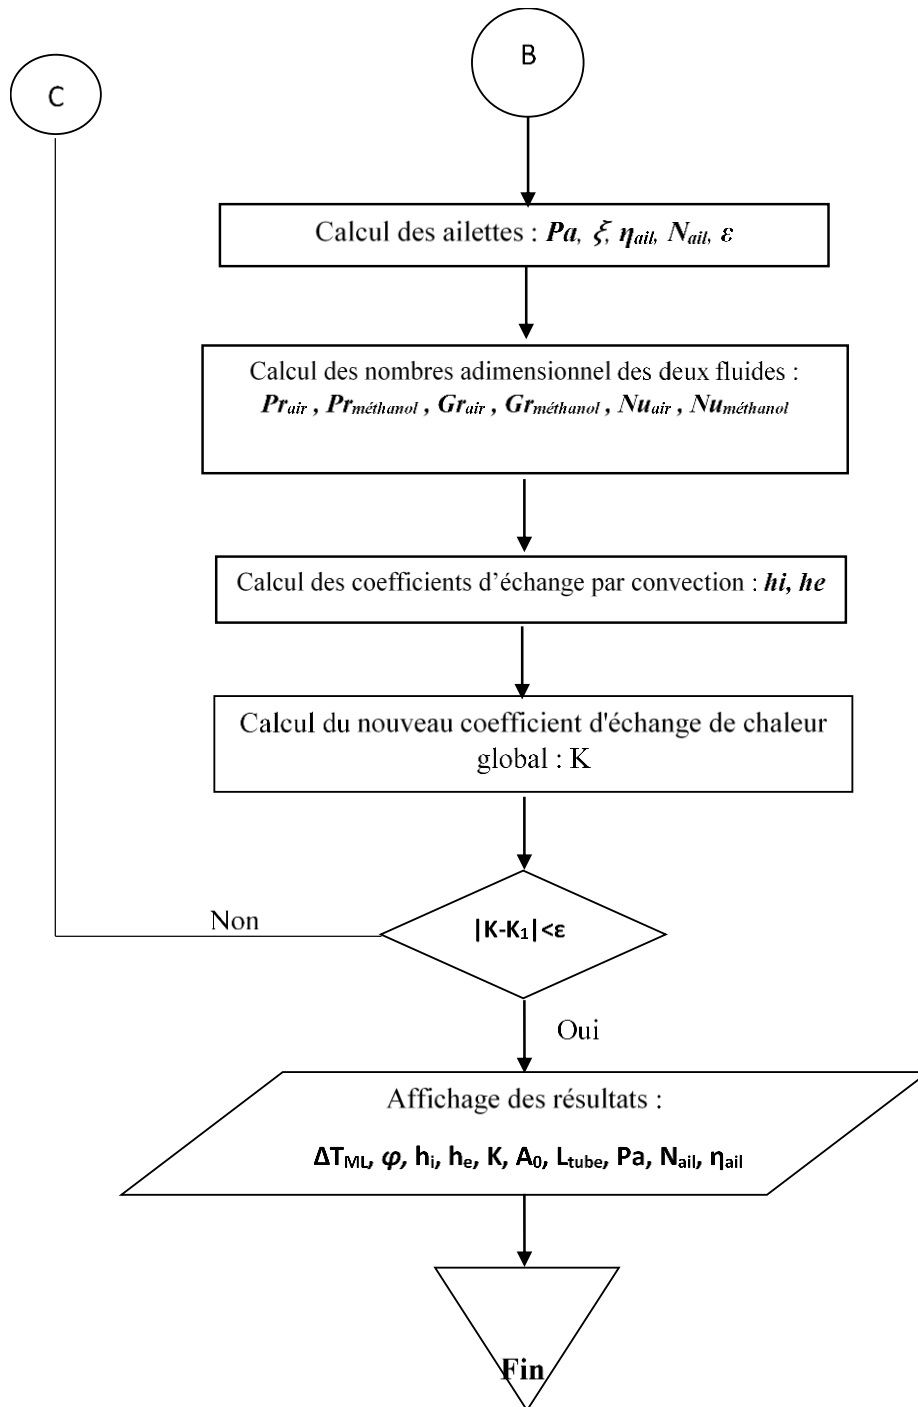 B
C
Calcul des ailettes : Pa, ξ, ηail, Nail, ε
Calcul des nombres adimensionnel des deux fluides :
Prair , Prméthanol , Grair , Grméthanol , Nuair , Numéthanol
Calcul des coefficients d’échange par convection : hi, he
Calcul du nouveau coefficient d'échange de chaleur
global : K
|K-K1|<ε
Non
Oui
Affichage des résultats :
ΔTML, φ, hi, he, K, A0, Ltube, Pa, Nail, ηail
Fin